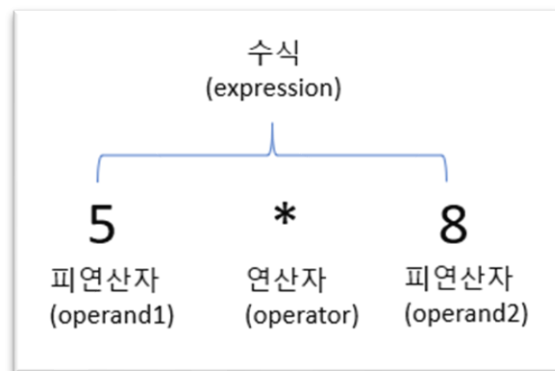 수식
(expression)
5 * 8
피연산자 연산자 피연산자
(operand1) (operator) (operand2)